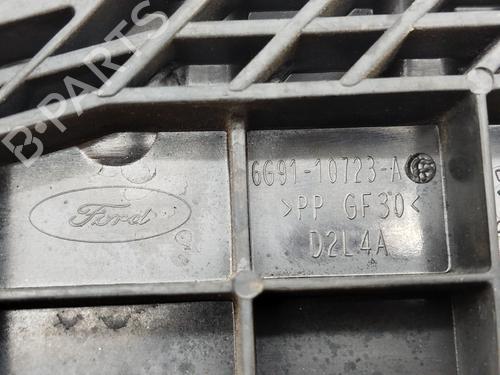 B-PARTS
Ford
6G91-10723-A
>PP GF30<
D2L4A